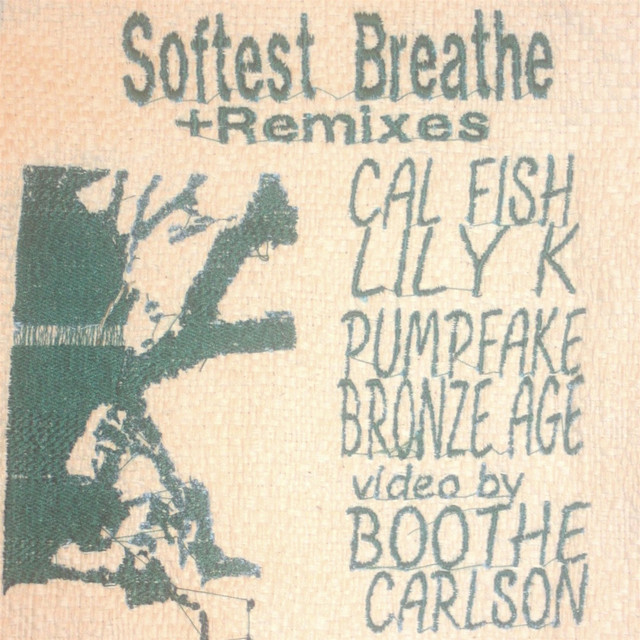 Softest Breathe
+Remixes
CAL FISH
LILY K
PUMPFAKE
BRONZE AGE
video by
BOOTHE
CARLSON